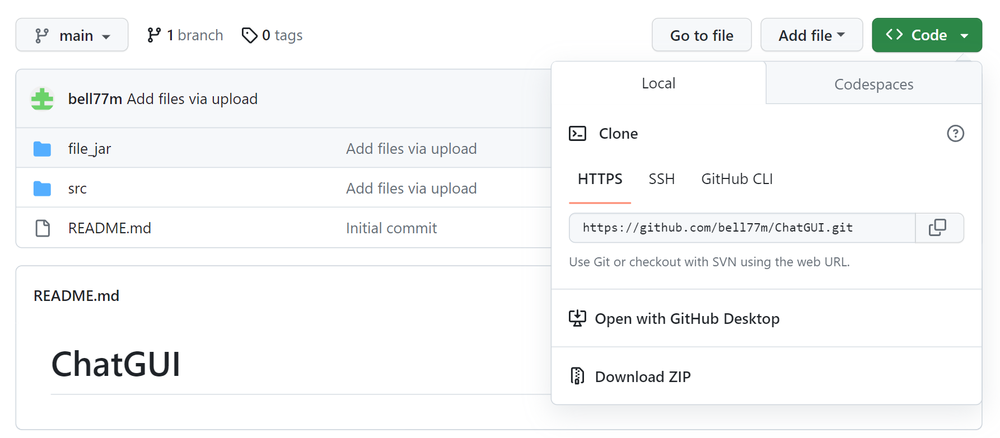 main
1 branch
0 tags
Go to file
Add file
Code
bell77m Add files via upload
file_jar Add files via upload
src Add files via upload
README.md Initial commit
README.md
ChatGUI
Local
Codespaces
Clone
HTTPS SSH GitHub CLI
https://github.com/bell77m/ChatGUI.git
Use Git or checkout with SVN using the web URL.
Open with GitHub Desktop
Download ZIP